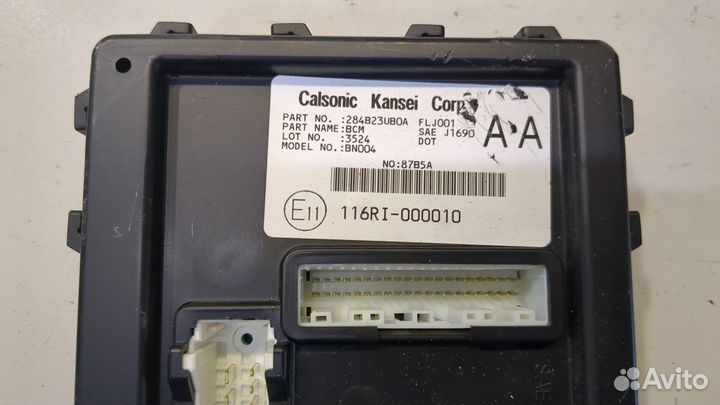 Calsonic Kansei Corp
PART NO. :284B23UB0A FLJ001
PART NAME:BCM SAE J1690
LOT NO. :3524 DOT
MODEL NO.:BN004
AA
NO:87B5A
E11 116RI-000010
SAE
Avito